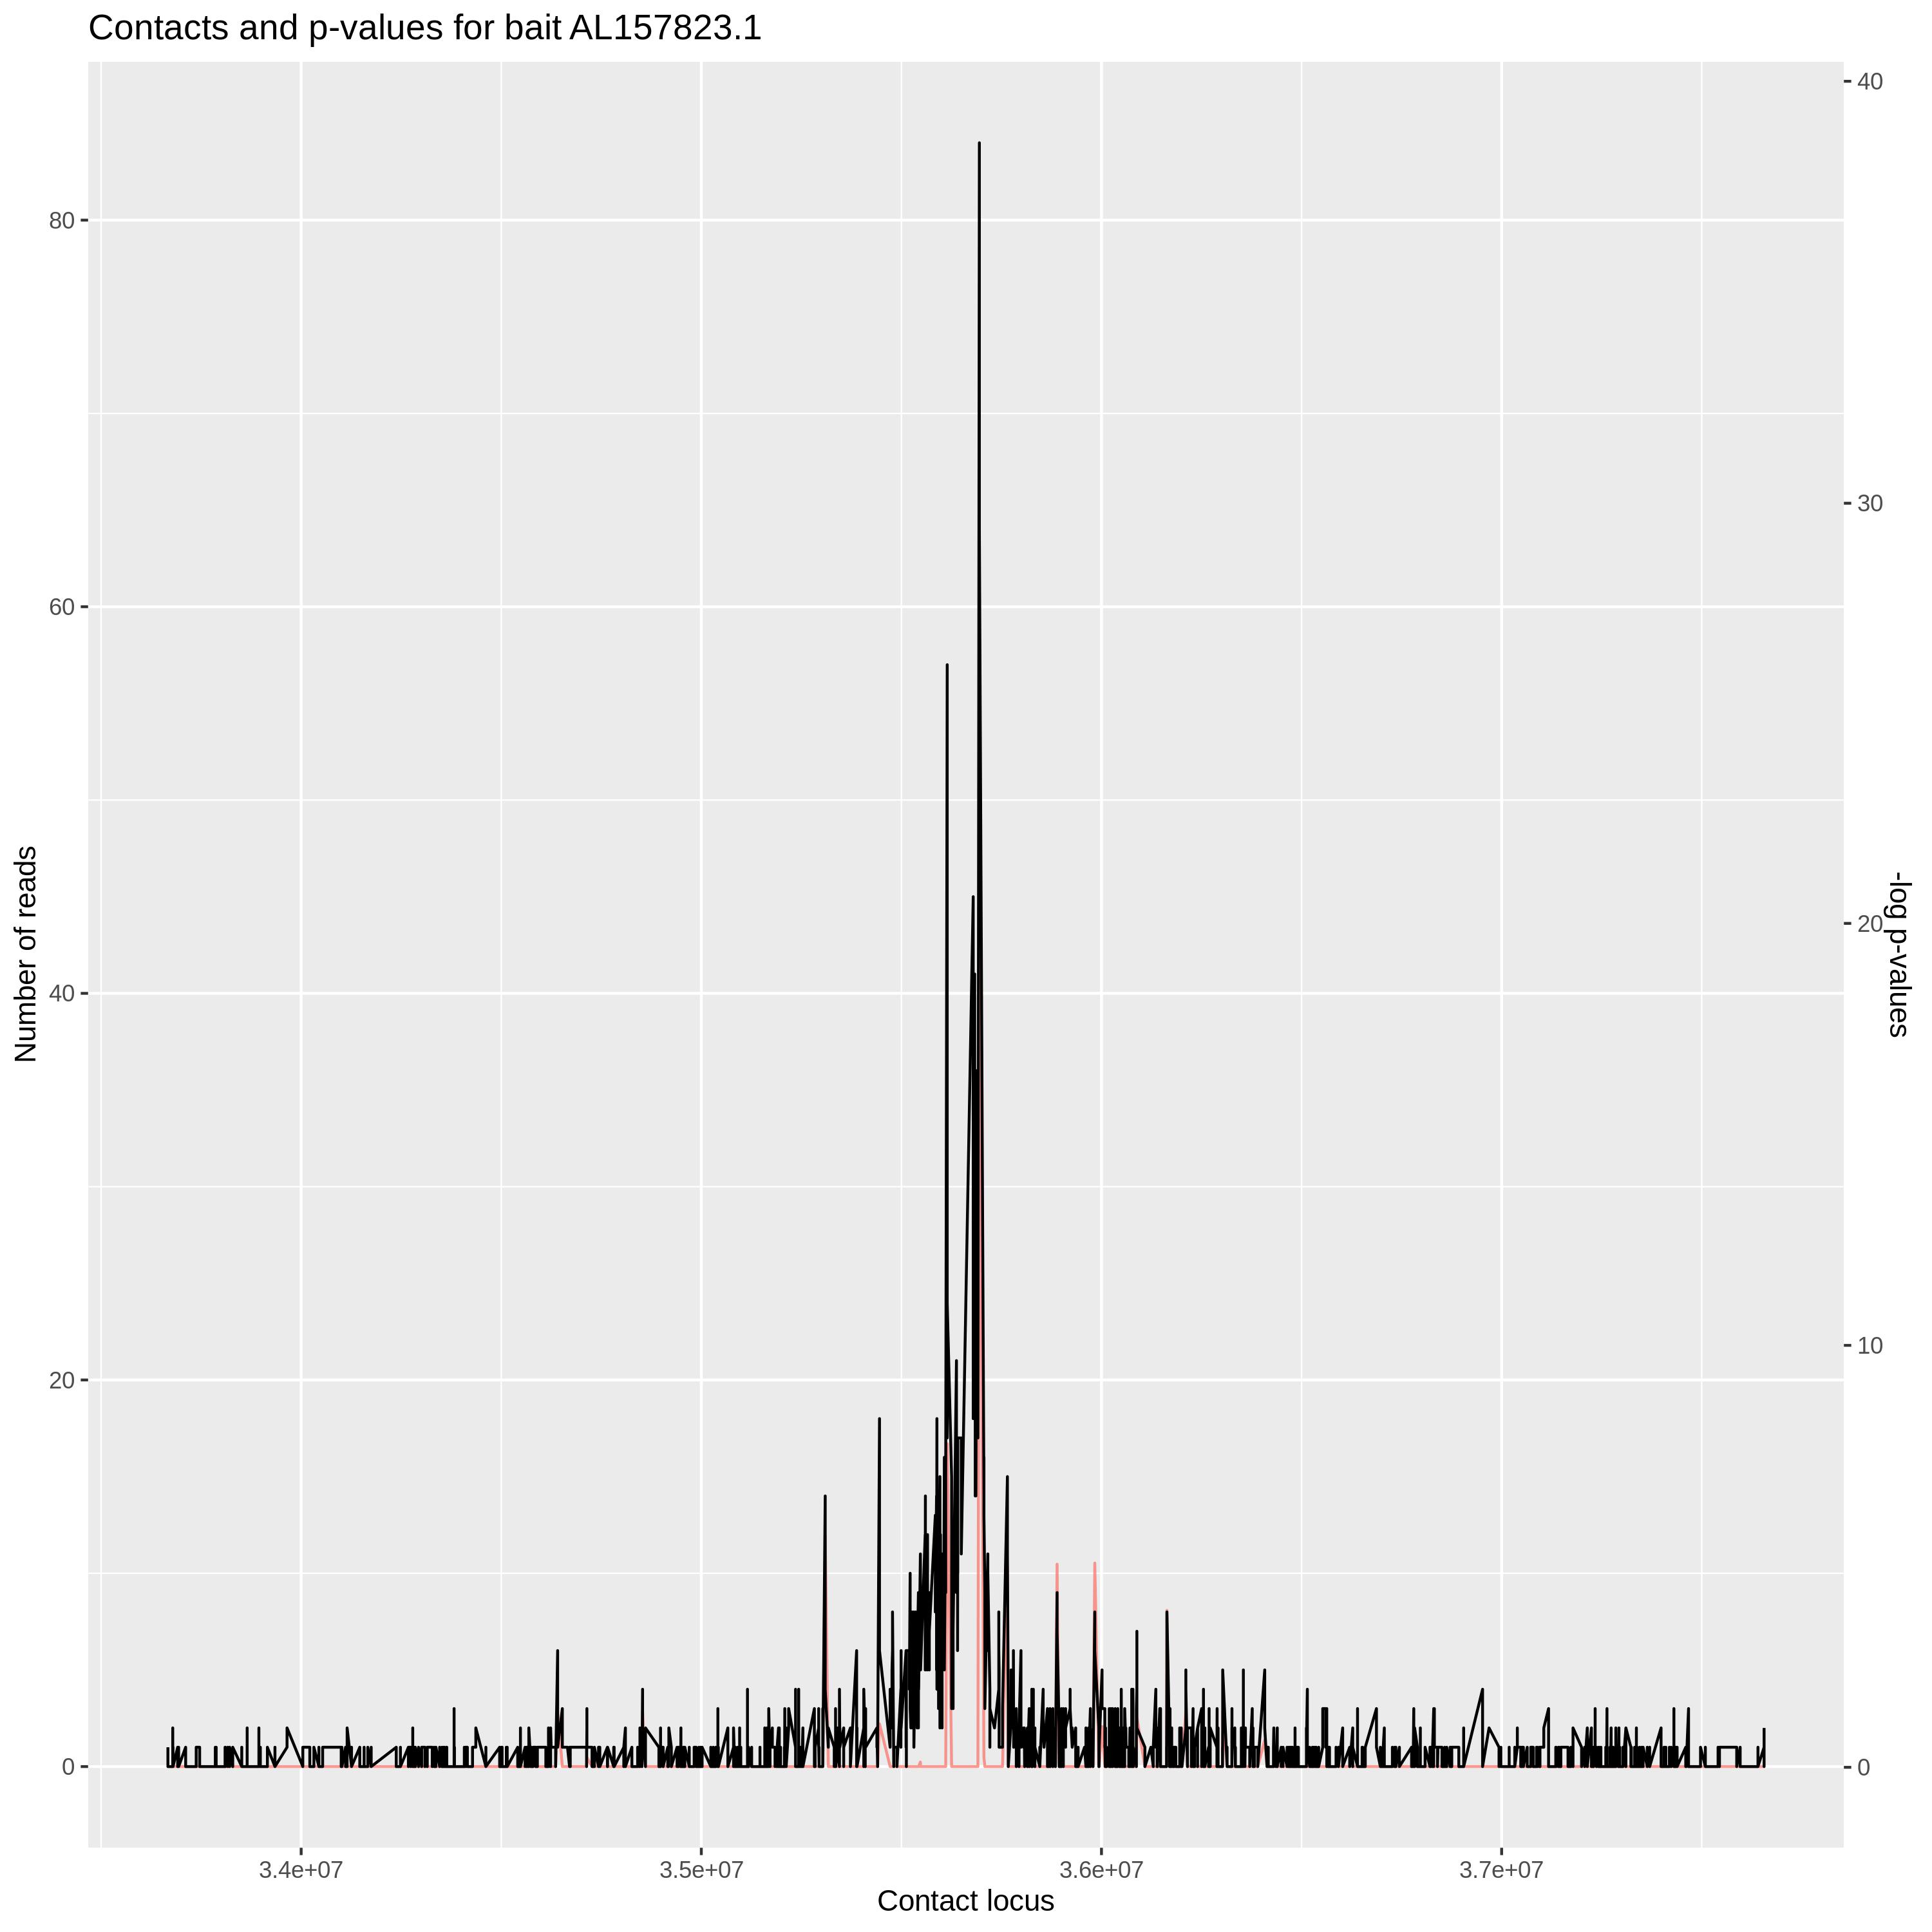 Contacts and p-values for bait AL157823.1
40
80
30
60
Number of reads
-log p-values
20
40
10
20
0
0
3.4e+07
3.5e+07
3.6e+07
3.7e+07
Contact locus